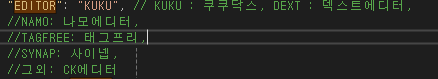 "EDITOR": "KUKU", // KUKU : 쿠쿠닥스, DEXT : 덱스트에디터,
//NAMO: 나모에디터,
//TAGFREE: 태그프리,
//SYNAP: 사이냅,
//그외: CK에디터